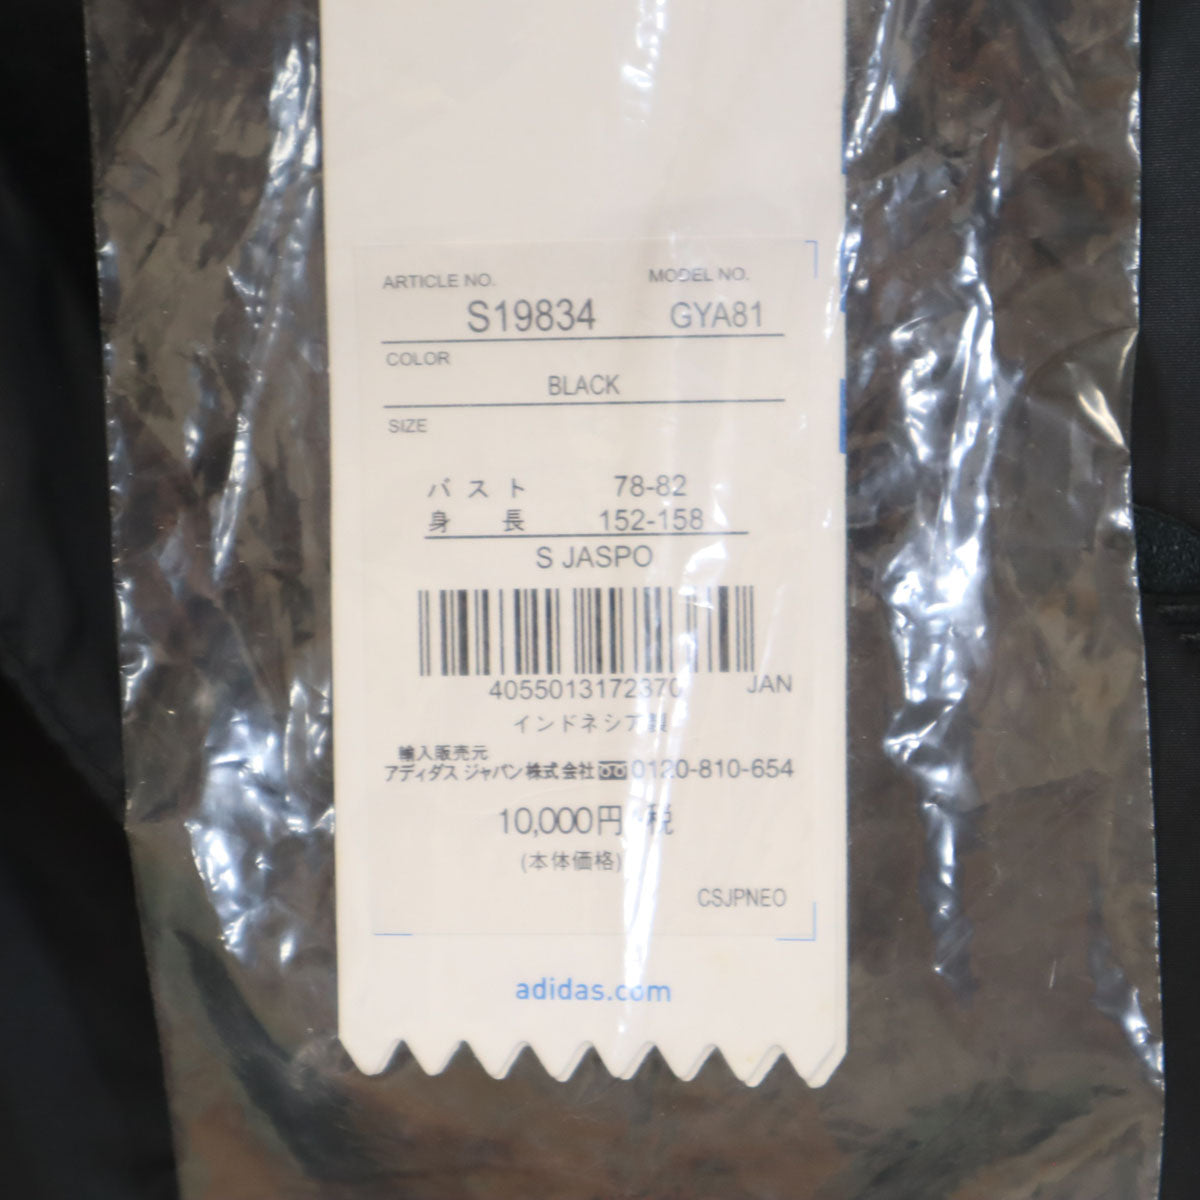 ARTICLE NO. MODEL NO.
S19834 GYA81
COLOR
BLACK
SIZE
バスト 78-82
身長 152-158
S JASPO
4055013172370 JAN
インドネシア製
輸入販売元
アディダス ジャパン株式会社 0120-810-654
10,000円+税
(本体価格)
CSJPNEO
adidas.com